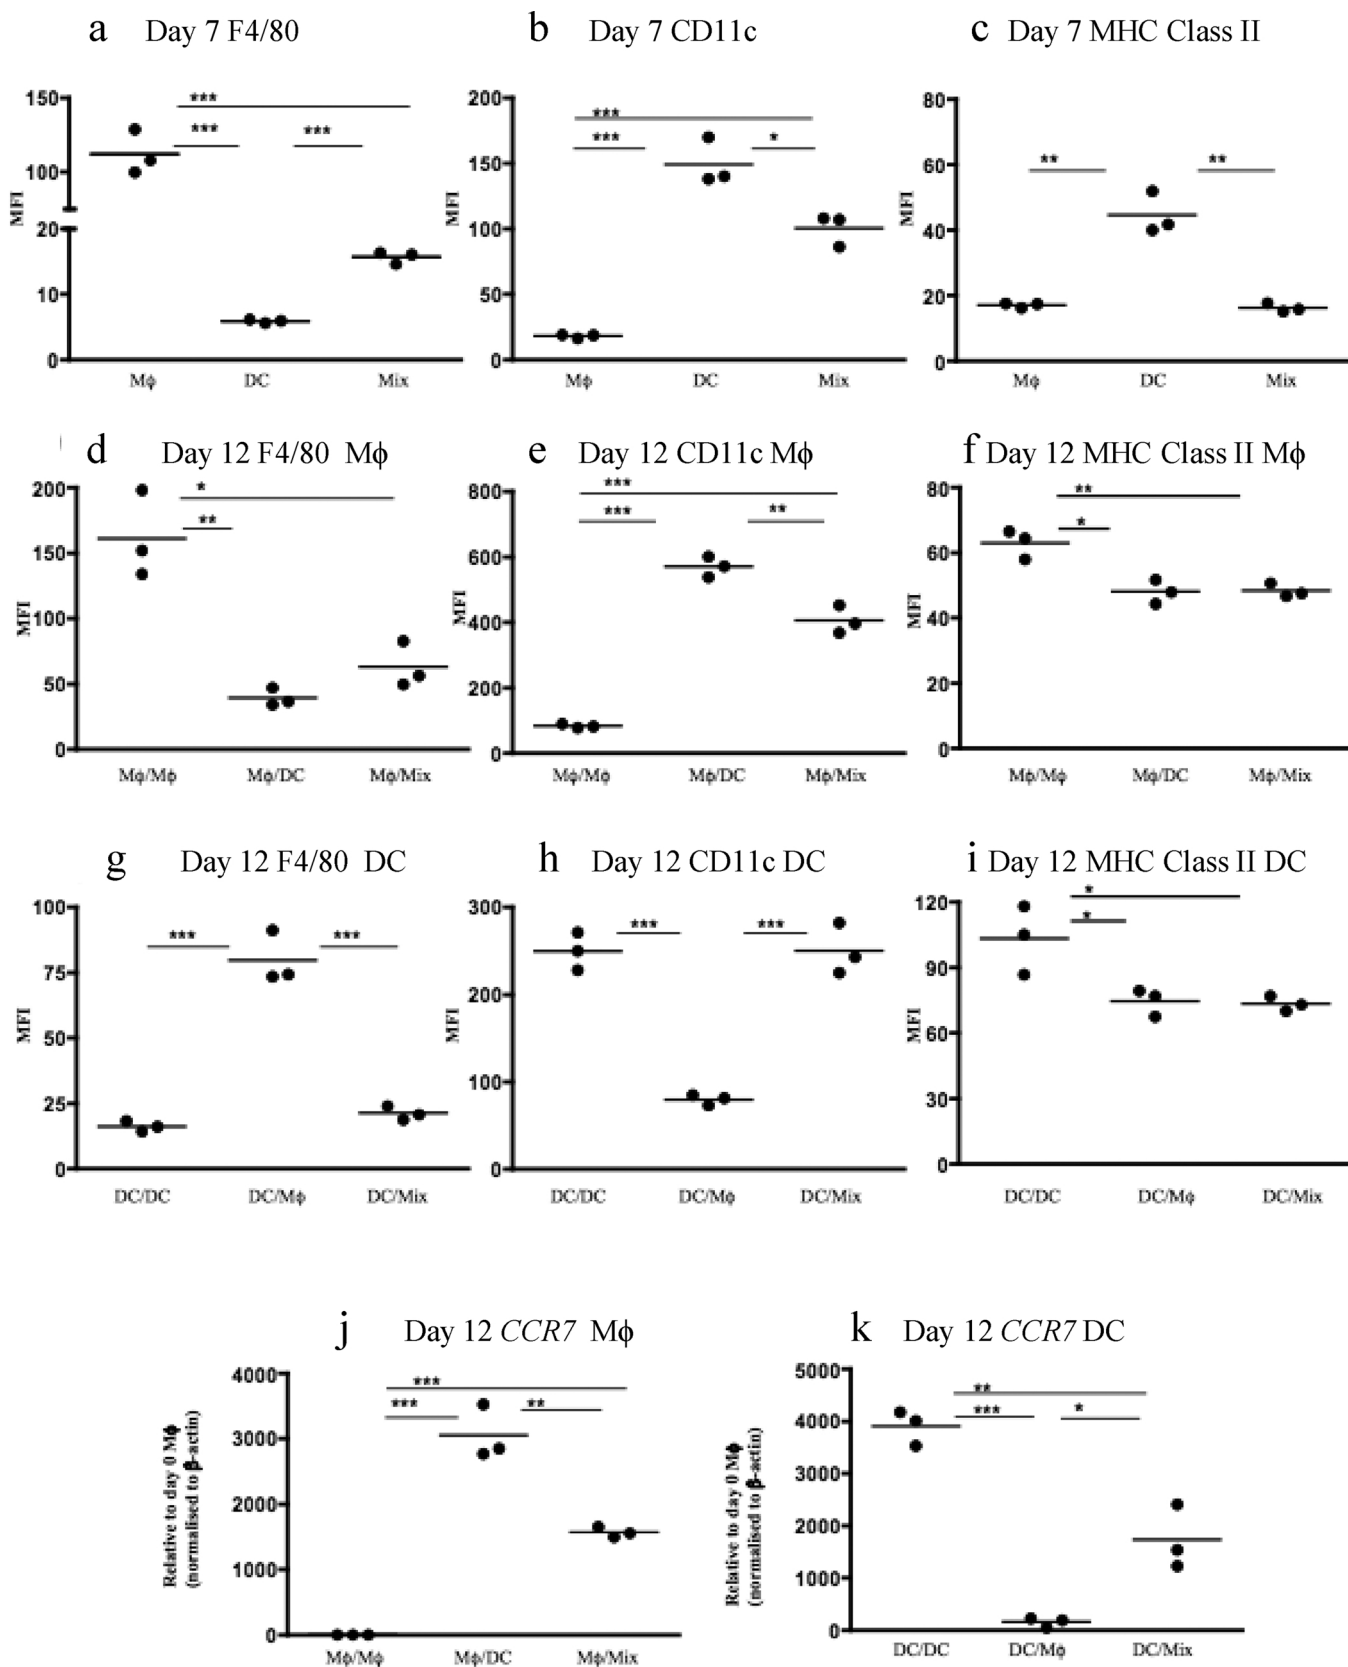 a Day 7 F4/80
b Day 7 CD11c
c Day 7 MHC Class II
150
100
20
10
0
MFI
***
***
***
Mϕ DC Mix
200
150
100
50
0
MFI
***
***
*
Mϕ DC Mix
80
60
40
20
0
MFI
**
**
Mϕ DC Mix
d Day 12 F4/80 Mϕ
e Day 12 CD11c Mϕ
f Day 12 MHC Class II Mϕ
200
150
100
50
0
MFI
*
**
Mϕ/Mϕ Mϕ/DC Mϕ/Mix
800
600
400
200
0
MFI
***
***
**
Mϕ/Mϕ Mϕ/DC Mϕ/Mix
80
60
40
20
0
MFI
**
*
Mϕ/Mϕ Mϕ/DC Mϕ/Mix
g Day 12 F4/80 DC
h Day 12 CD11c DC
i Day 12 MHC Class II DC
100
75
50
25
0
MFI
***
***
DC/DC DC/Mϕ DC/Mix
300
200
100
0
MFI
***
***
DC/DC DC/Mϕ DC/Mix
120
90
60
30
0
MFI
*
*
DC/DC DC/Mϕ DC/Mix
j Day 12 CCR7 Mϕ
k Day 12 CCR7 DC
4000
3000
2000
1000
0
Relative to day 0 Mϕ
(normalised to β-actin)
***
***
**
Mϕ/Mϕ Mϕ/DC Mϕ/Mix
5000
4000
3000
2000
1000
0
Relative to day 0 Mϕ
(normalised to β-actin)
**
***
*
DC/DC DC/Mϕ DC/Mix